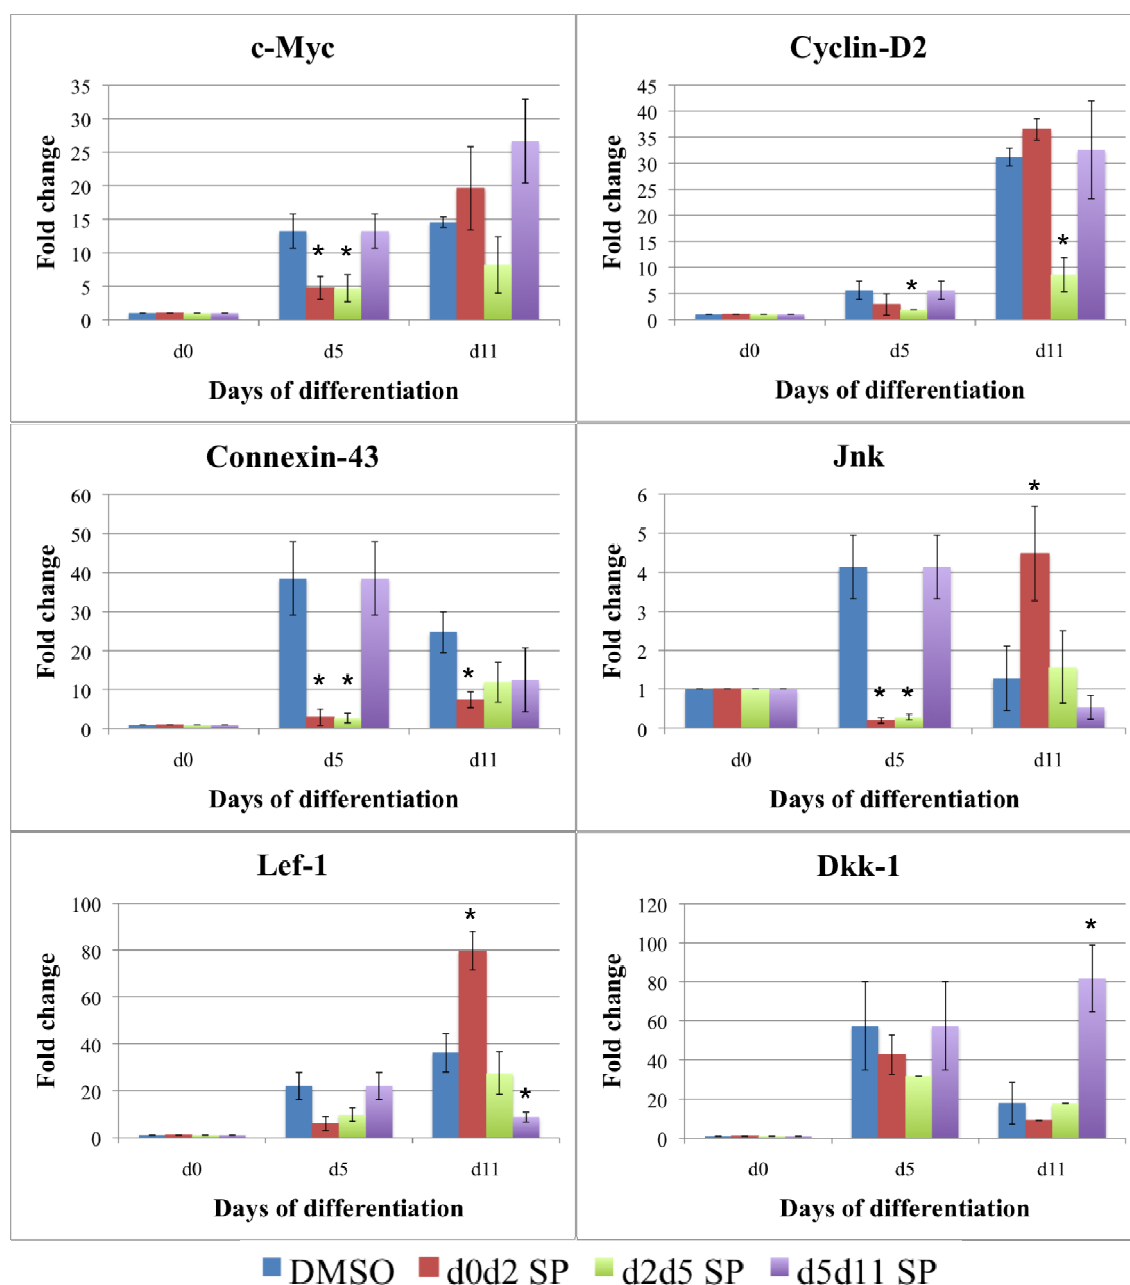 c-Myc
Fold change
35
30
25
20
15
10
5
0
* *
d0 d5 d11
Days of differentiation
Cyclin-D2
Fold change
45
40
35
30
25
20
15
10
5
0
* *
d0 d5 d11
Days of differentiation
Connexin-43
Fold change
60
50
40
30
20
10
0
* * *
d0 d5 d11
Days of differentiation
Jnk
Fold change
6
5
4
3
2
1
0
* * *
d0 d5 d11
Days of differentiation
Lef-1
Fold change
100
80
60
40
20
0
* *
d0 d5 d11
Days of differentiation
Dkk-1
Fold change
120
100
80
60
40
20
0
*
d0 d5 d11
Days of differentiation
DMSO d0d2 SP d2d5 SP d5d11 SP